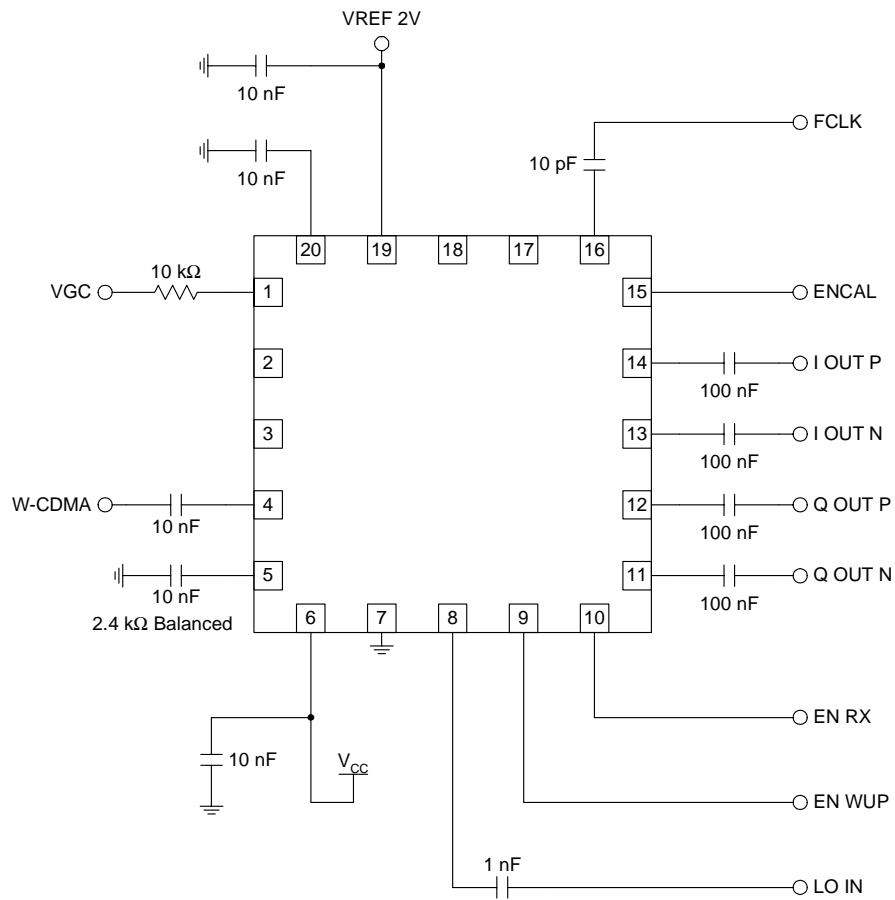 VREF 2V
10 nF
FCLK
10 nF
10 pF
20 19 18 17 16
10 kΩ
VGC
1
15
ENCAL
2
14
I OUT P
100 nF
3
13
I OUT N
100 nF
W-CDMA
4
12
Q OUT P
10 nF
100 nF
5
11
Q OUT N
10 nF
100 nF
2.4 kΩ Balanced
6 7 8 9 10
EN RX
10 nF
VCC
EN WUP
1 nF
LO IN